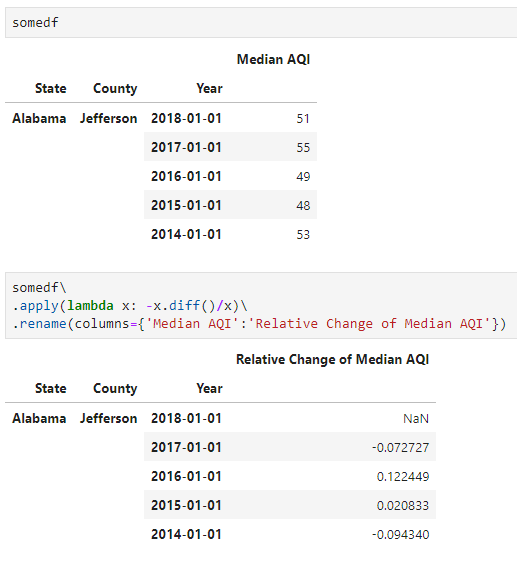 somedf
Median AQI
State County Year
Alabama Jefferson 2018-01-01 51
2017-01-01 55
2016-01-01 49
2015-01-01 48
2014-01-01 53
somedf\
.apply(lambda x: -x.diff()/x)\
.rename(columns={'Median AQI':'Relative Change of Median AQI'})
Relative Change of Median AQI
State County Year
Alabama Jefferson 2018-01-01 NaN
2017-01-01 -0.072727
2016-01-01 0.122449
2015-01-01 0.020833
2014-01-01 -0.094340